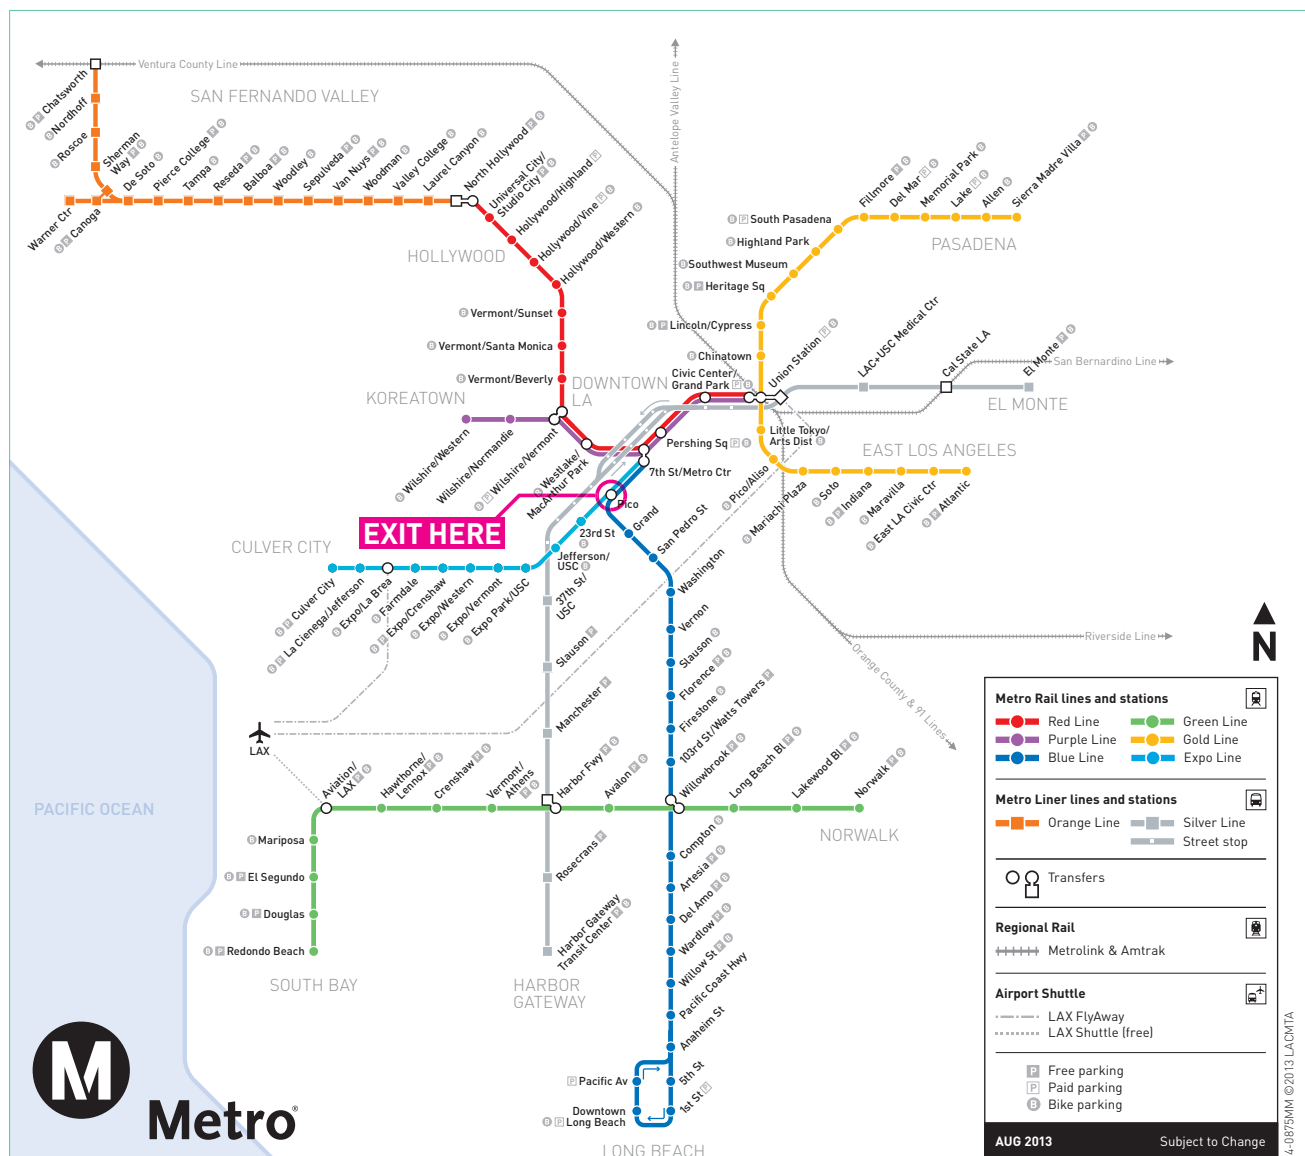 Ventura County Line
Antelope Valley Line
SAN FERNANDO VALLEY
B P Chatsworth
B Nordhoff
B Roscoe
Sherman
Way P B
Warner Ctr
B P Canoga
De Soto B
Pierce College P B
Tampa B
Reseda P B
Balboa P B
Woodley B
Sepulveda P B
Van Nuys P B
Woodman B
Valley College B
Laurel Canyon B
North Hollywood P B
Universal City/
Studio City P B
Hollywood/Highland P
Hollywood/Vine P B
Hollywood/Western B
HOLLYWOOD
B Vermont/Sunset
B Vermont/Santa Monica
B Vermont/Beverly
KOREATOWN
DOWNTOWN
LA
B Wilshire/Western
Wilshire/Normandie
B P Wilshire/Vermont
B Westlake/
MacArthur Park
Civic Center/
Grand Park P B
Pershing Sq P B
7th St/Metro Ctr
Union Station P B
Fillmore P B
Del Mar P B
Memorial Park B
Lake P B
Allen B
Sierra Madre Villa P B
B P South Pasadena
PASADENA
B Highland Park
B Southwest Museum
B P Heritage Sq
B P Lincoln/Cypress
B Chinatown
LAC+USC Medical Ctr
Cal State LA
El Monte P B
San Bernardino Line
EL MONTE
Little Tokyo/
Arts Dist B
EAST LOS ANGELES
B Pico/Aliso
B Mariachi Plaza
B Soto
B P Indiana
B Maravilla
B East LA Civic Ctr
B P Atlantic
EXIT HERE
Pico
CULVER CITY
B P Culver City
B P La Cienega/Jefferson
B Expo/La Brea
B Farmdale
B P Expo/Crenshaw
B Expo/Western
B Expo/Vermont
B Expo Park/USC
23rd St
B
Jefferson/
USC B
37th St/
USC
Slauson P
Manchester P
Grand
San Pedro St
Washington
Vernon
Slauson B
Florence P B
Firestone B
103rd St/Watts Towers P
Willowbrook P B
Long Beach Bl P B
Lakewood Bl P B
Norwalk P B
NORWALK
Riverside Line
Orange County & 91 Lines
N
LAX
Aviation/
LAX P B
Hawthorne/
Lennox P B
Crenshaw P B
Vermont/
Athens
P B
Harbor Fwy P B
Avalon P B
PACIFIC OCEAN
B Mariposa
B P El Segundo
B P Douglas
B P Redondo Beach
SOUTH BAY
Rosecrans P
Harbor Gateway
Transit Center P B
HARBOR
GATEWAY
Compton B
Artesia P B
Del Amo P B
Wardlow P B
Willow St P B
Pacific Coast Hwy
Anaheim St
5th St
1st St P
P Pacific Av
Downtown
B P Long Beach
LONG BEACH
M
Metro®
Metro Rail lines and stations
Red Line
Green Line
Purple Line
Gold Line
Blue Line
Expo Line
Metro Liner lines and stations
Orange Line
Silver Line
Street stop
Transfers
Regional Rail
Metrolink & Amtrak
Airport Shuttle
LAX FlyAway
LAX Shuttle (free)
P Free parking
P Paid parking
B Bike parking
AUG 2013
Subject to Change
4-0875MM ©2013 LACMTA